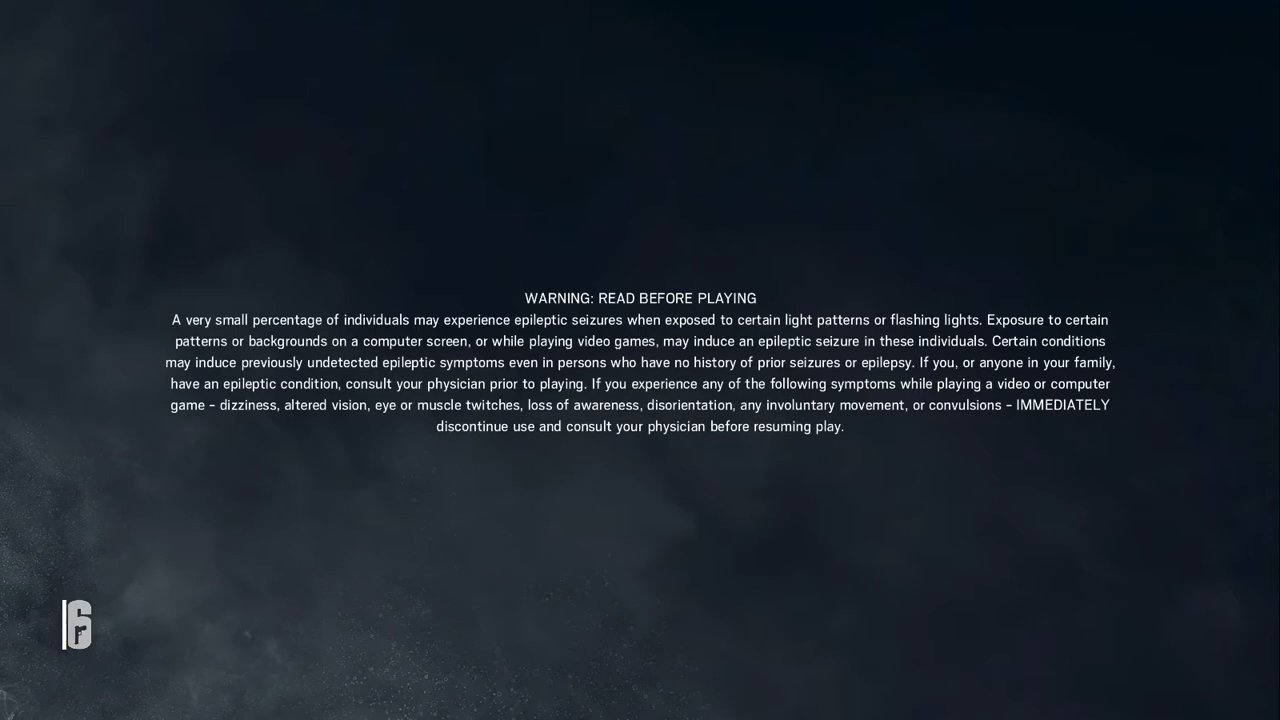 WARNING: READ BEFORE PLAYING
A very small percentage of individuals may experience epileptic seizures when exposed to certain light patterns or flashing lights. Exposure to certain
patterns or backgrounds on a computer screen, or while playing video games, may induce an epileptic seizure in these individuals. Certain conditions
may induce previously undetected epileptic symptoms even in persons who have no history of prior seizures or epilepsy. If you, or anyone in your family,
have an epileptic condition, consult your physician prior to playing. If you experience any of the following symptoms while playing a video or computer
game – dizziness, altered vision, eye or muscle twitches, loss of awareness, disorientation, any involuntary movement, or convulsions – IMMEDIATELY
discontinue use and consult your physician before resuming play.
6